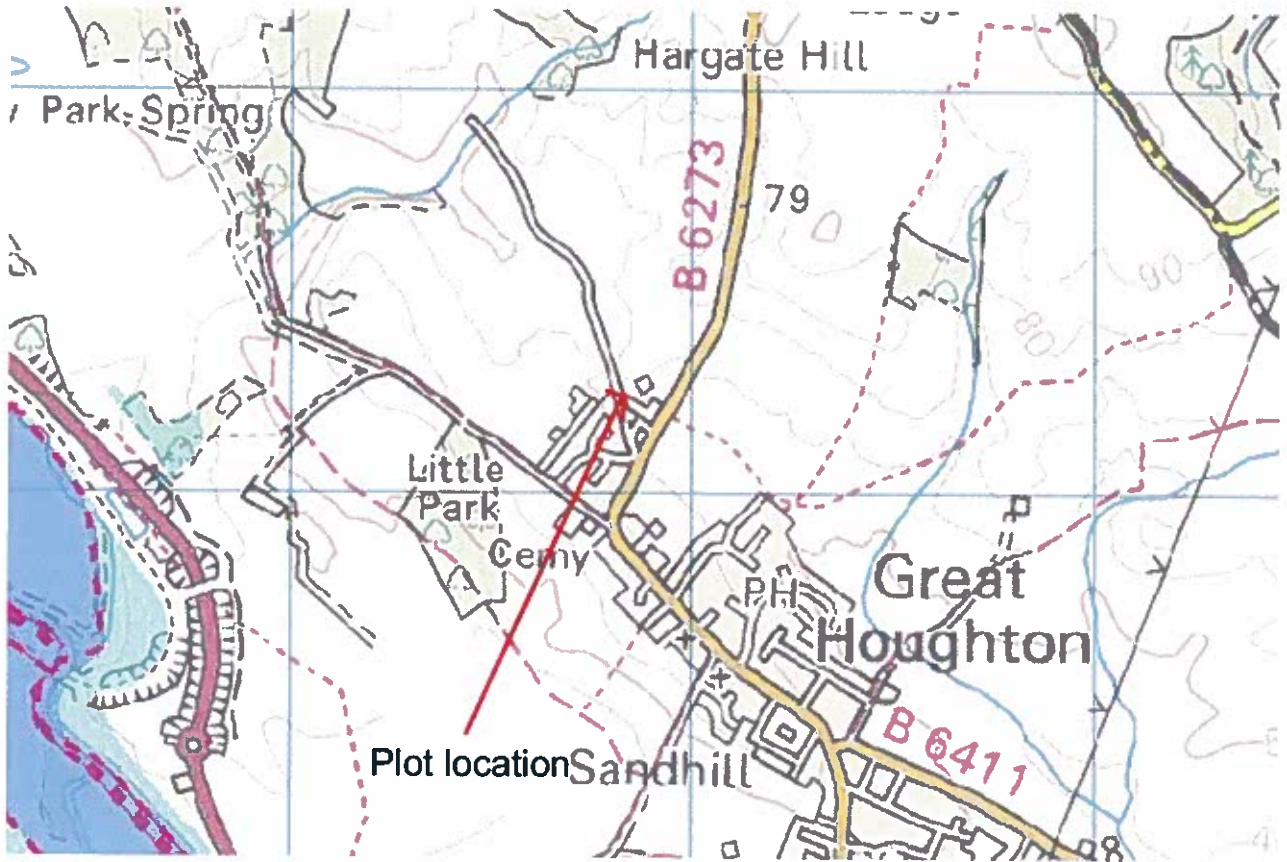 Hargate Hill
Park Spring
B 6273
79
90
80
Little
Park
Cemy
PH
Great
Houghton
Plot location
Sandhill
B 6411